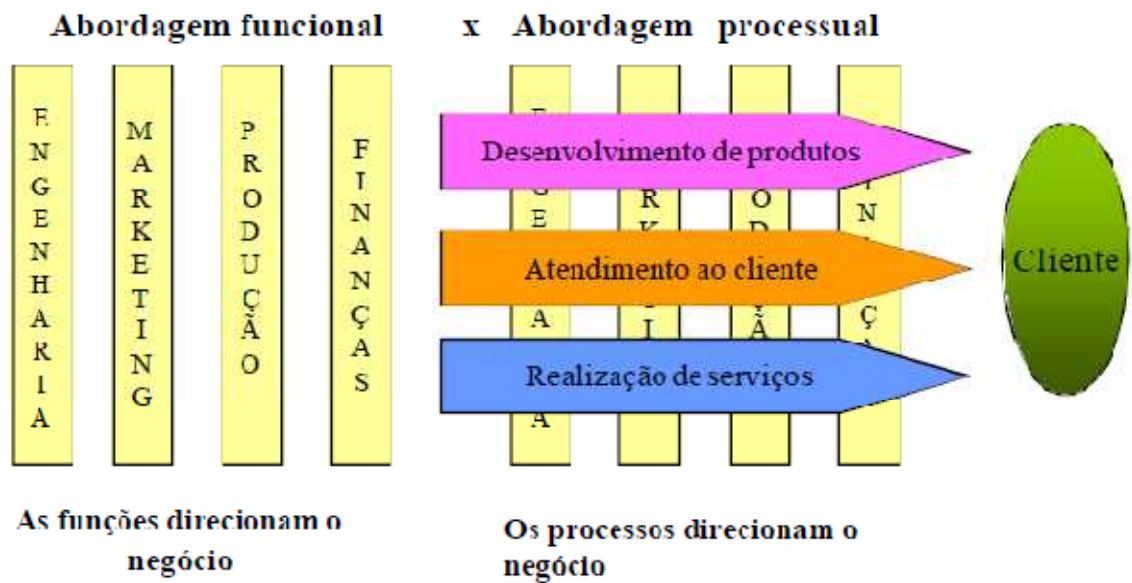 Abordagem funcional x Abordagem processual
ENGENHARIA
MARKETING
PRODUÇÃO
FINANÇAS
Desenvolvimento de produtos
Atendimento ao cliente
Realização de serviços
Cliente
As funções direcionam o
negócio
Os processos direcionam o
negócio